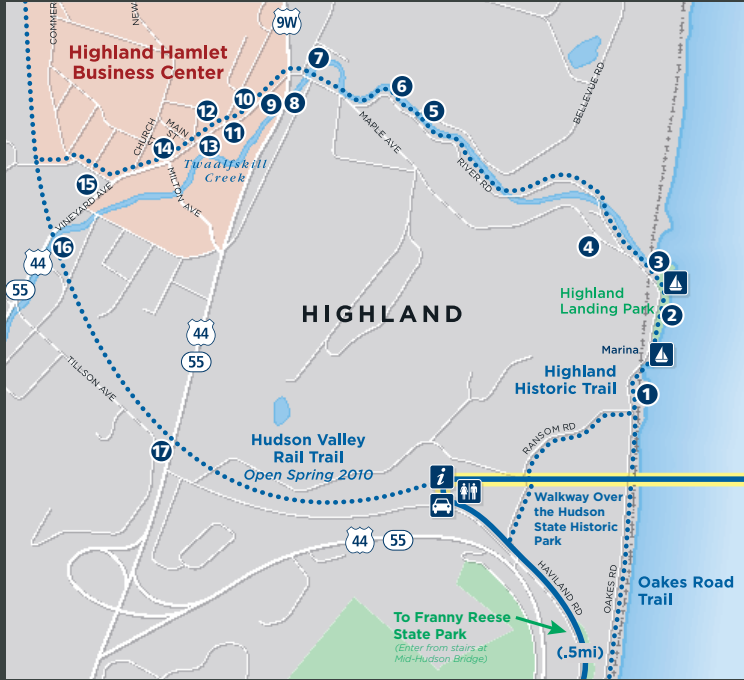 COMMER
NEW
9W
Highland Hamlet
Business Center
7
BELLEVUE RD
6
5
10
9
8
12
11
MAIN
ST
CHURCH
ST
14
13
MAPLE AVE
Twaalfskill
Creek
RIVER RD
15
VINEYARD AVE
MILTON AVE
16
44
55
4
3
Highland
Landing Park
2
HIGHLAND
44
55
Marina
Highland
Historic Trail
1
TILLSON AVE
17
RANSOM RD
Hudson Valley
Rail Trail
Open Spring 2010
i
Walkway Over
the Hudson
State Historic
Park
44
55
HAVILAND RD
OAKES RD
Oakes Road
Trail
To Franny Reese
State Park
(Enter from stairs at
Mid-Hudson Bridge)
(.5mi)